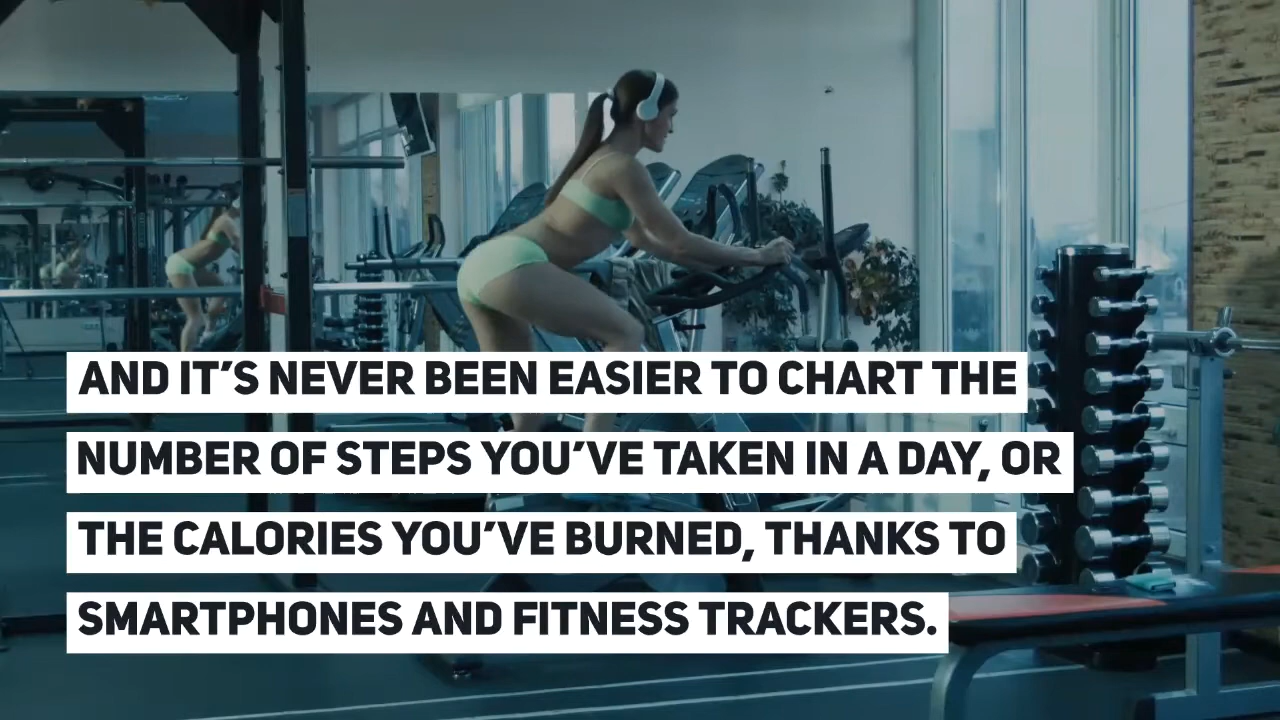 AND IT’S NEVER BEEN EASIER TO CHART THE
NUMBER OF STEPS YOU’VE TAKEN IN A DAY, OR
THE CALORIES YOU’VE BURNED, THANKS TO
SMARTPHONES AND FITNESS TRACKERS.